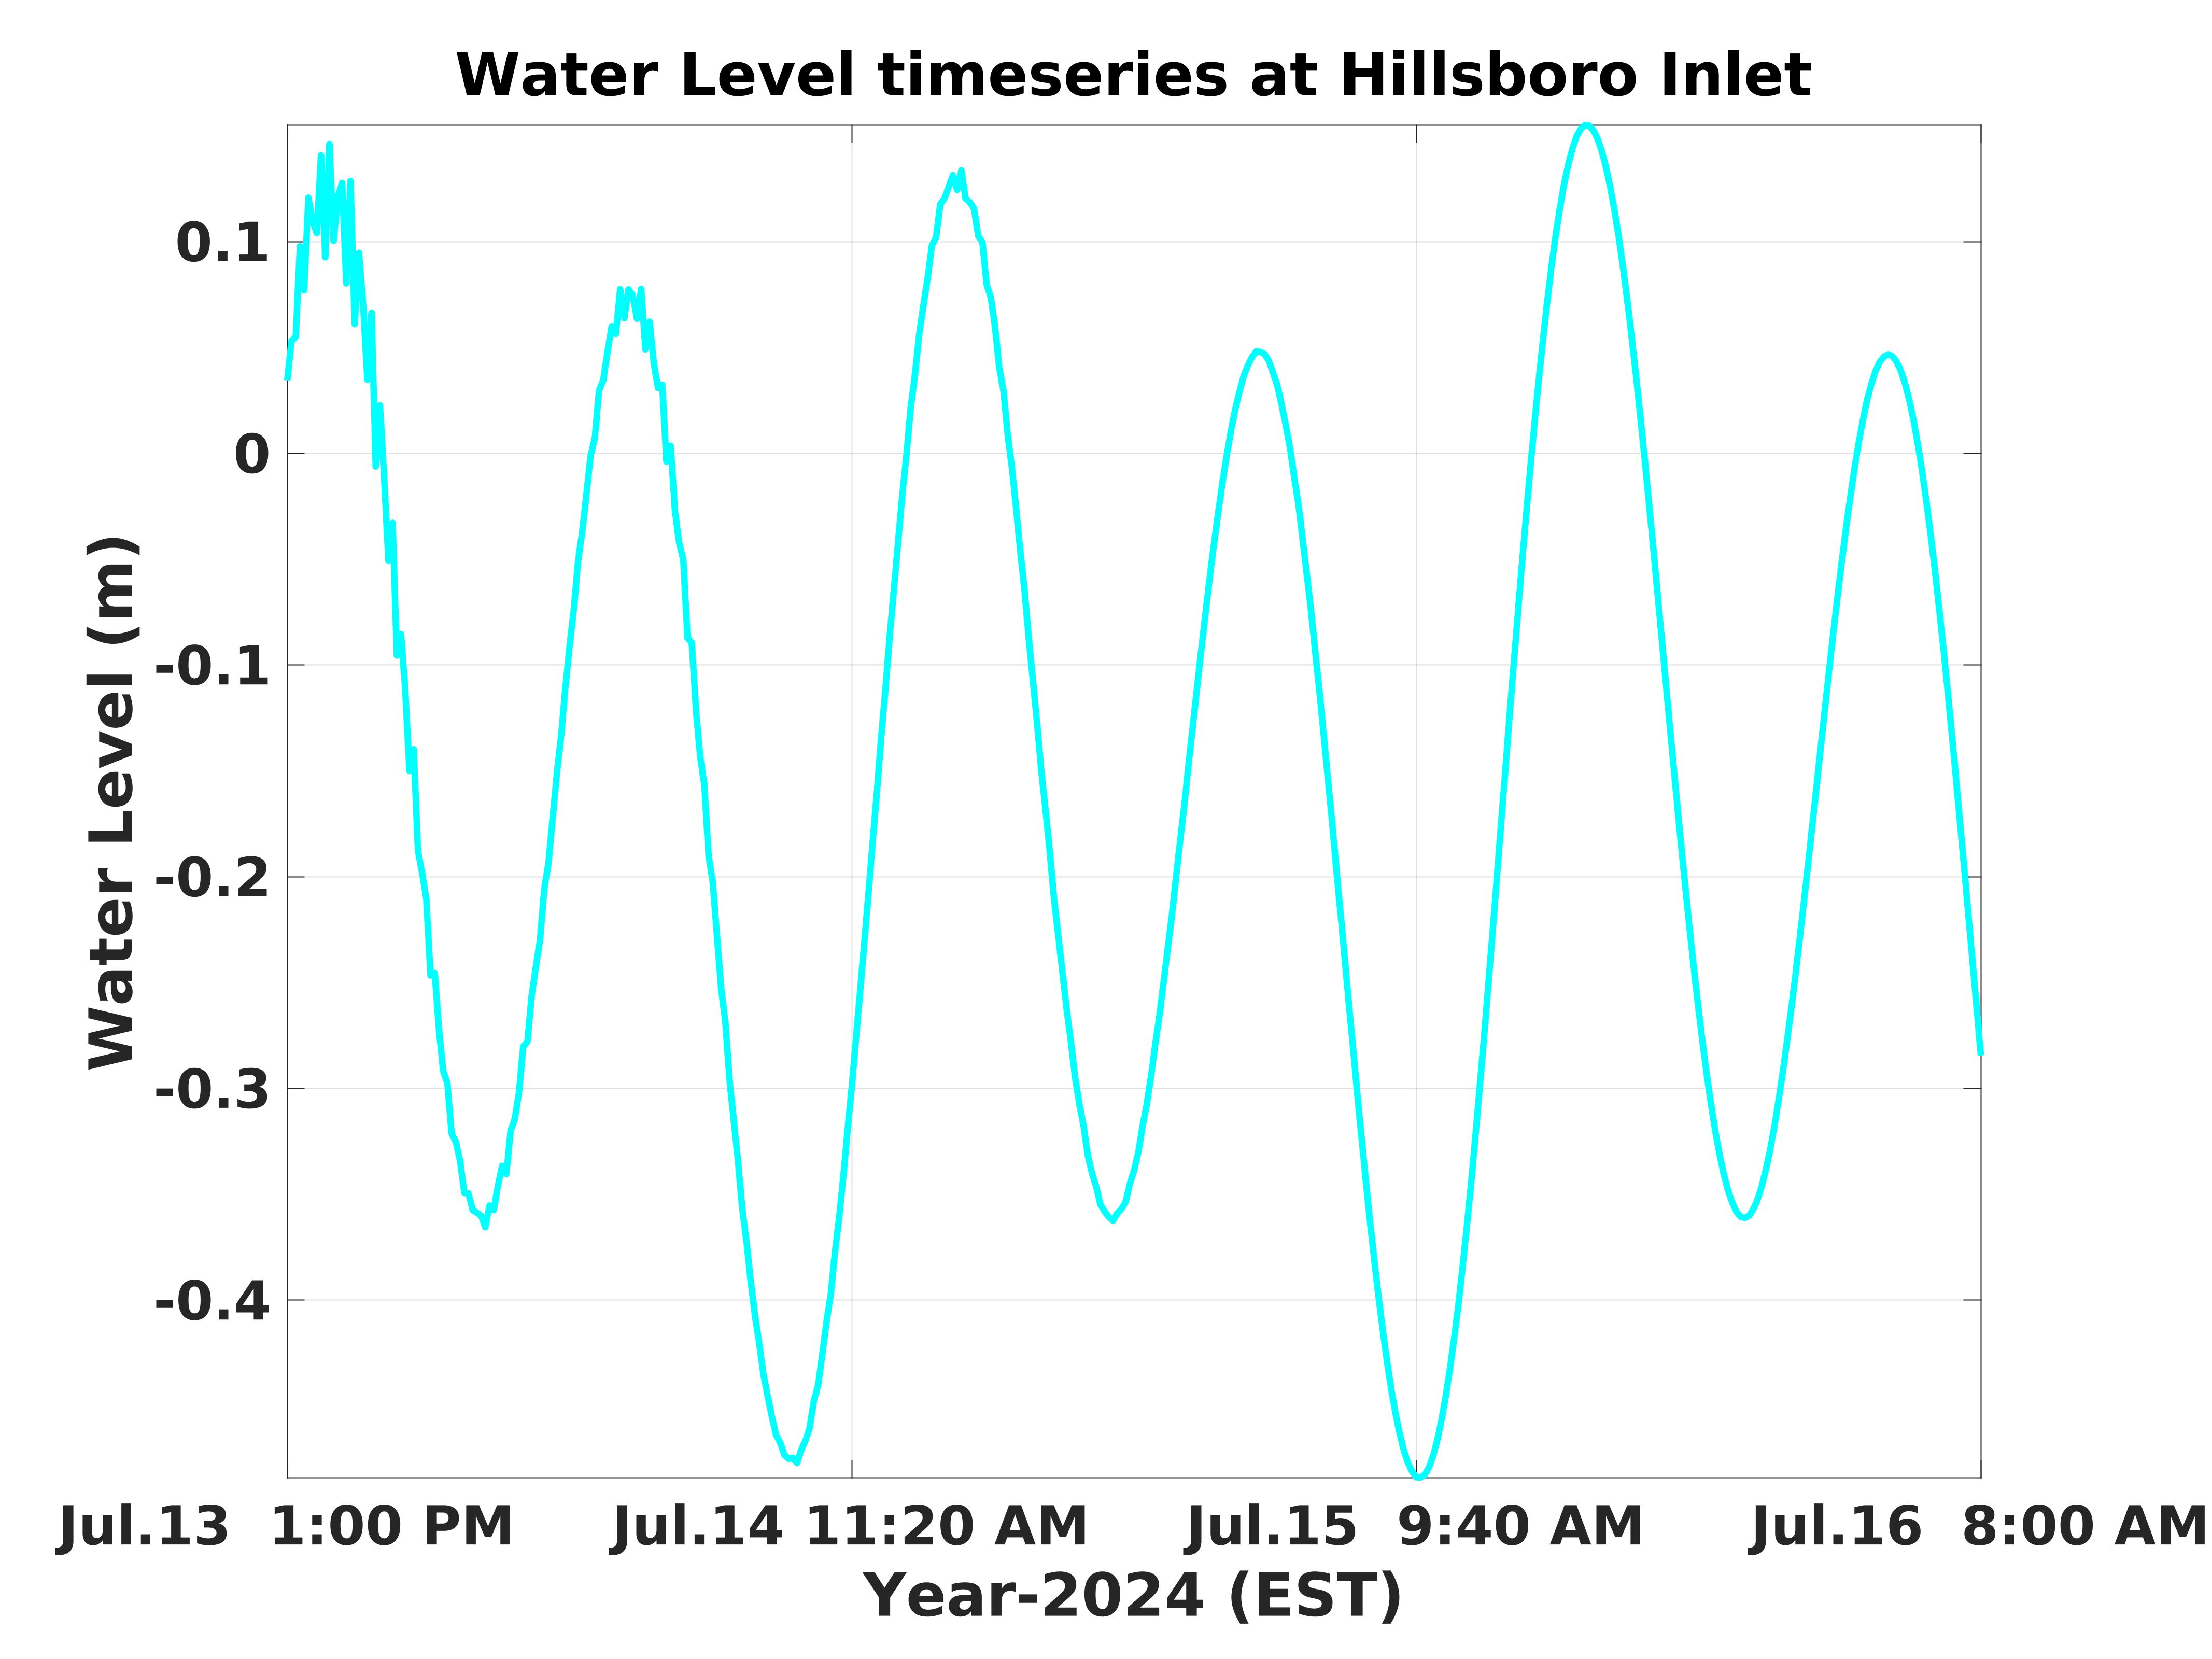 Water Level timeseries at Hillsboro Inlet
Water Level (m)
0.1
0
-0.1
-0.2
-0.3
-0.4
Jul.13 1:00 PM
Jul.14 11:20 AM
Jul.15 9:40 AM
Jul.16 8:00 AM
Year-2024 (EST)